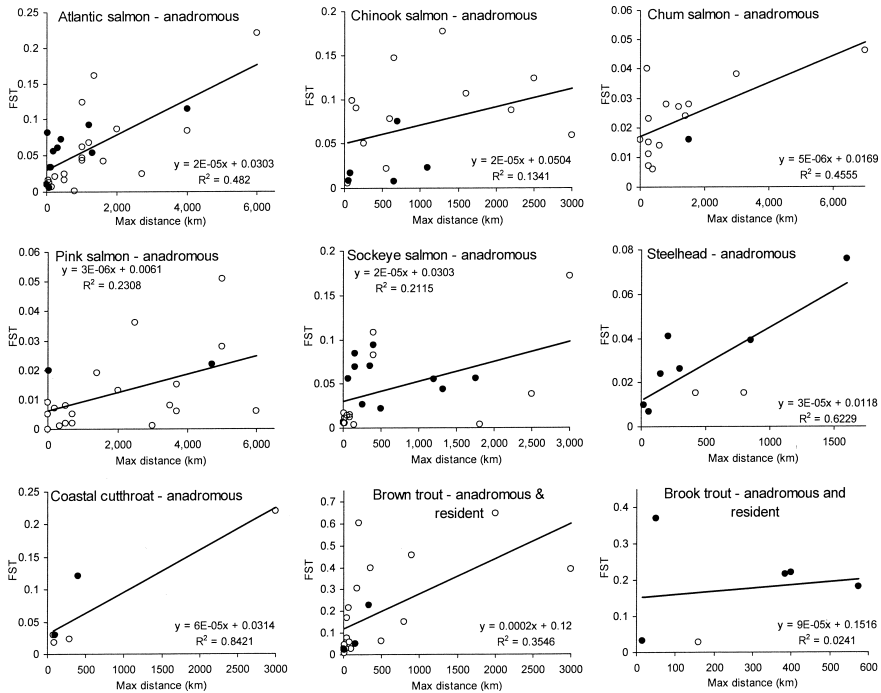 Atlantic salmon - anadromous
0.25
0.2
0.15
0.1
0.05
0
FST
y = 2E-05x + 0.0303
R2 = 0.482
0 2,000 4,000 6,000
Max distance (km)
Chinook salmon - anadromous
0.2
0.15
0.1
0.05
0
FST
y = 2E-05x + 0.0504
R2 = 0.1341
0 500 1000 1500 2000 2500 3000
Max distance (km)
Chum salmon - anadromous
0.06
0.05
0.04
0.03
0.02
0.01
0
FST
y = 5E-06x + 0.0169
R2 = 0.4555
0 2,000 4,000 6,000
Max distance (km)
Pink salmon - anadromous
y = 3E-06x + 0.0061
R2 = 0.2308
0.06
0.05
0.04
0.03
0.02
0.01
0
FST
0 2,000 4,000 6,000
Max distance (km)
Sockeye salmon - anadromous
y = 2E-05x + 0.0303
R2 = 0.2115
0.2
0.15
0.1
0.05
0
FST
0 500 1,000 1,500 2,000 2,500 3,000
Max distance (km)
Steelhead - anadromous
0.08
0.06
0.04
0.02
0
FST
y = 3E-05x + 0.0118
R2 = 0.6229
0 500 1000 1500
Max distance (km)
Coastal cutthroat - anadromous
0.25
0.2
0.15
0.1
0.05
0
FST
y = 6E-05x + 0.0314
R2 = 0.8421
0 500 1000 1500 2000 2500 3000
Max distance (km)
Brown trout - anadromous &
resident
0.7
0.6
0.5
0.4
0.3
0.2
0.1
0
FST
y = 0.0002x + 0.12
R2 = 0.3546
0 500 1000 1500 2000 2500 3000
Max distance (km)
Brook trout - anadromous and
resident
0.4
0.3
0.2
0.1
0
FST
y = 9E-05x + 0.1516
R2 = 0.0241
0 100 200 300 400 500 600
Max distance (km)